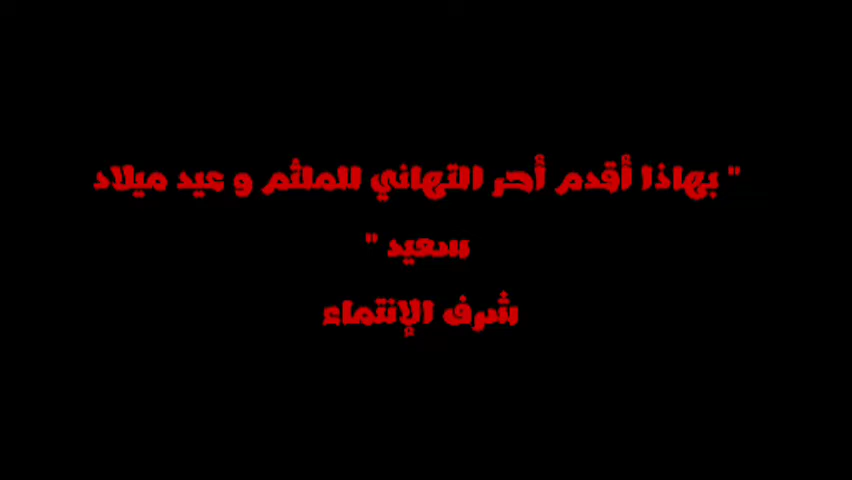 " بهاذا أقدم أحر التهاني للملثم و عيد ميلاد
سعيد "
شرف الإنتماء